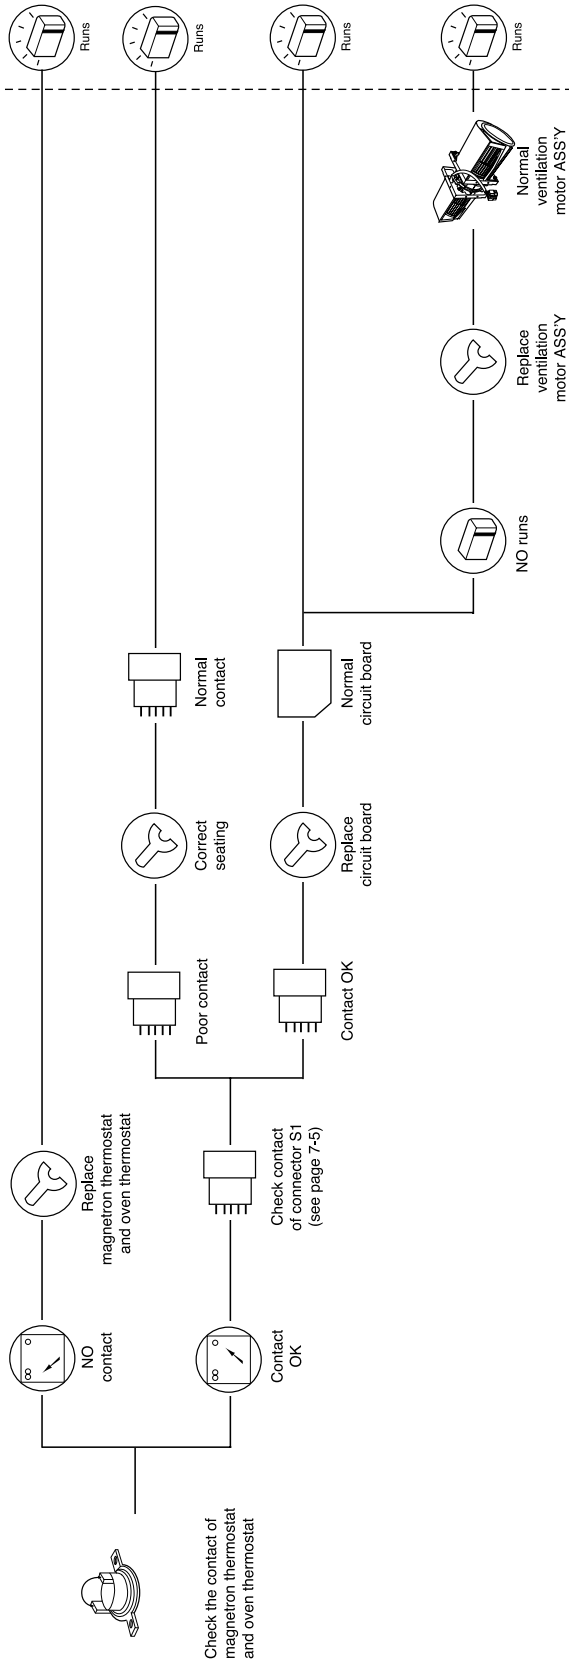 Check the contact of
magnetron thermostat
and oven thermostat
NO
contact
Replace
magnetron thermostat
and oven thermostat
Runs
Contact
OK
Check contact
of connector S1
(see page 7-5)
Poor contact
Correct
seating
Normal
contact
Runs
Contact OK
Replace
circuit board
Normal
circuit board
Runs
NO runs
Replace
ventilation
motor ASS'Y
Normal
ventilation
motor ASS'Y
Runs